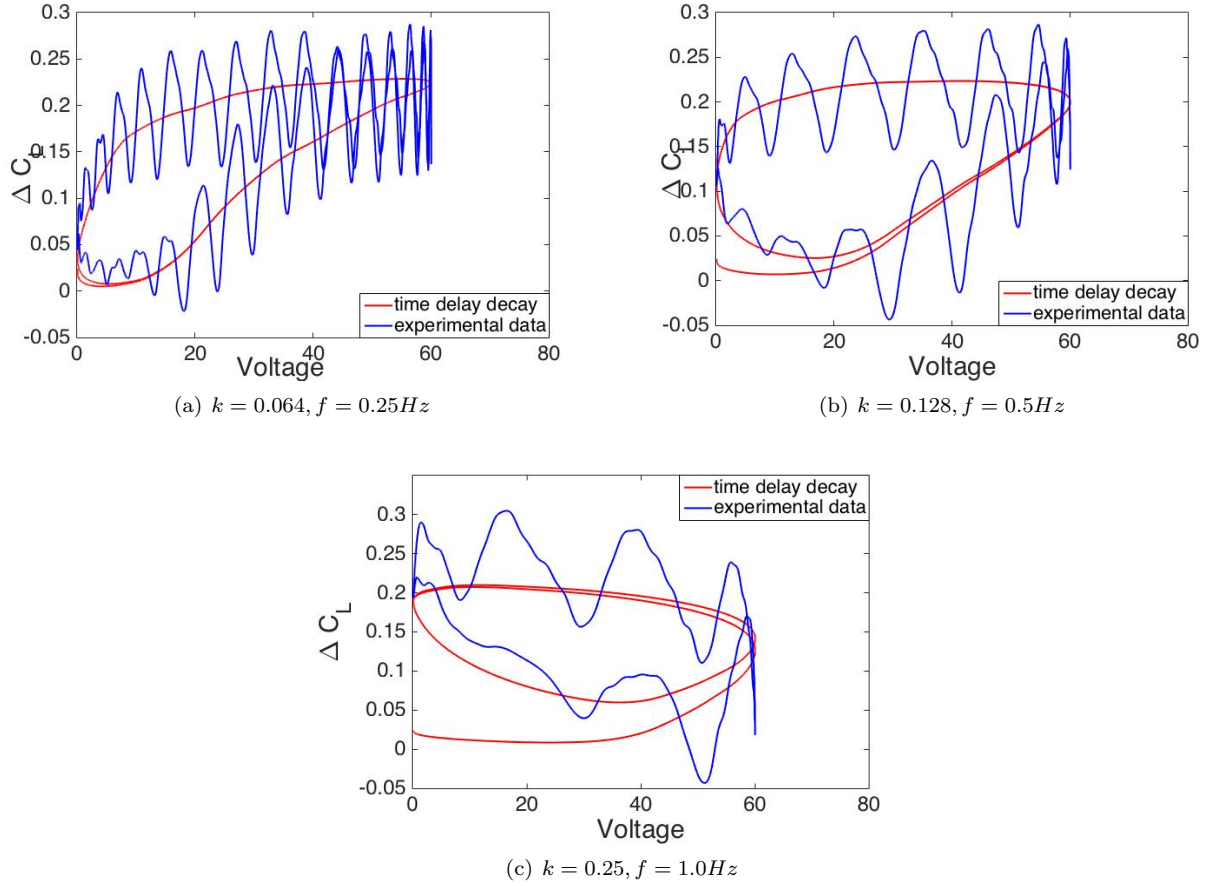 0.3
0.25
0.2
0.15
0.1
0.05
0
-0.05
Δ C_L
0 20 40 60 80
Voltage
time delay decay
experimental data
(a) k = 0.064, f = 0.25Hz
0.3
0.25
0.2
0.15
0.1
0.05
0
-0.05
Δ C_L
0 20 40 60 80
Voltage
time delay decay
experimental data
(b) k = 0.128, f = 0.5Hz
0.3
0.25
0.2
0.15
0.1
0.05
0
-0.05
Δ C_L
0 20 40 60 80
Voltage
time delay decay
experimental data
(c) k = 0.25, f = 1.0Hz